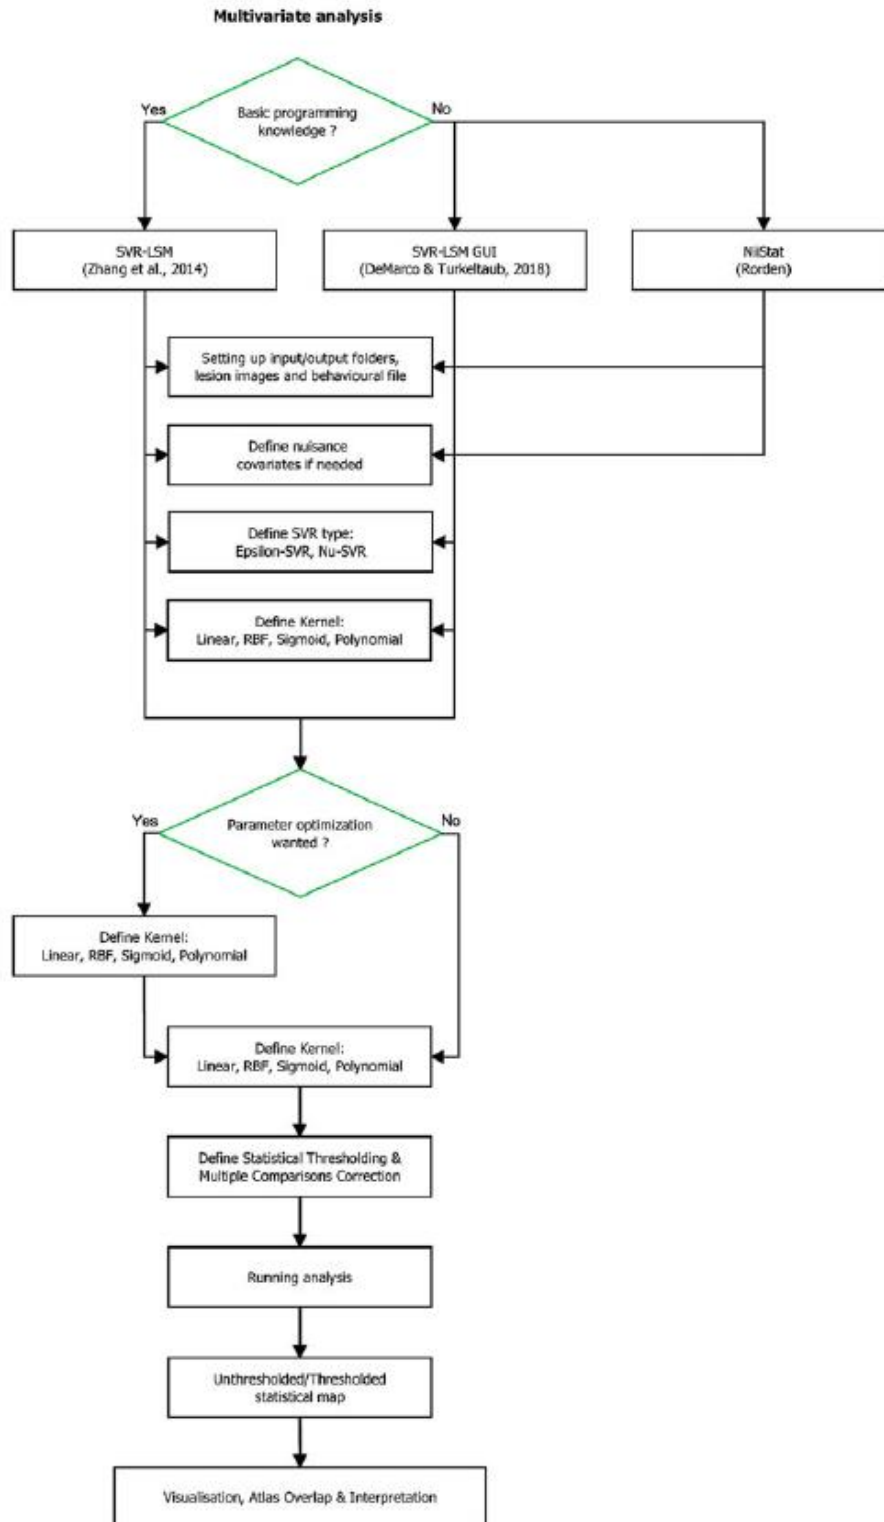 Multivariate analysis
Yes
Basic programming
knowledge ?
No
SVR-LSM
(Zhang et al., 2014)
SVR-LSM GUI
(DeMarco & Turkeltaub, 2018)
NiiStat
(Rorden)
Setting up input/output folders,
lesion images and behavioural file
Define nuisance
covariates if needed
Define SVR type:
Epsilon-SVR, Nu-SVR
Define Kernel:
Linear, RBF, Sigmoid, Polynomial
Yes
Parameter optimization
wanted ?
No
Define Kernel:
Linear, RBF, Sigmoid, Polynomial
Define Kernel:
Linear, RBF, Sigmoid, Polynomial
Define Statistical Thresholding &
Multiple Comparisons Correction
Running analysis
Unthresholded/Thresholded
statistical map
Visualisation, Atlas Overlap & Interpretation